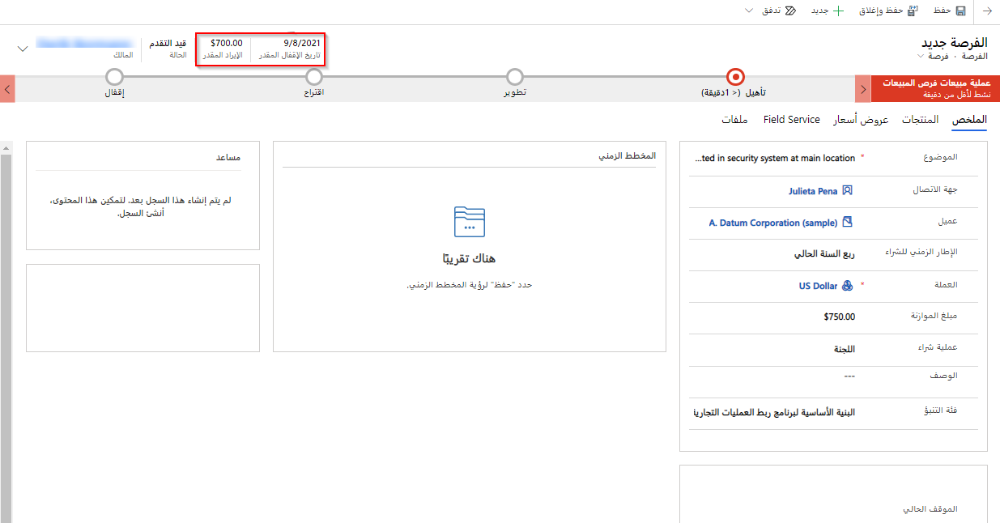 حفظ
حفظ وإغلاق
جديد
تدفق
الفرصة جديد
الفرصة · فرصة
9/8/2021
تاريخ الإقفال المقدر
$700.00
الإيراد المقدر
قيد التقدم
الحالة
المالك
عملية مبيعات فرص المبيعات
نشط لأقل من دقيقة
تأهيل (< 1دقيقة)
تطوير
اقتراح
إقفال
الملخص
المنتجات
عروض أسعار
Field Service
ملفات
الموضوع
* ...ted in security system at main location
جهة الاتصال
Julieta Pena
عميل
A. Datum Corporation (sample)
الإطار الزمني للشراء
ربع السنة الحالي
العملة
* US Dollar
مبلغ الموازنة
$750.00
عملية شراء
اللجنة
الوصف
---
فئة التنبؤ
البنية الأساسية لبرنامج ربط العمليات التجارية
الموقف الحالي
المخطط الزمني
هناك تقريبًا
حدد "حفظ" لرؤية المخطط الزمني.
مساعد
لم يتم إنشاء هذا السجل بعد. لتمكين هذا المحتوى،
أنشئ السجل.